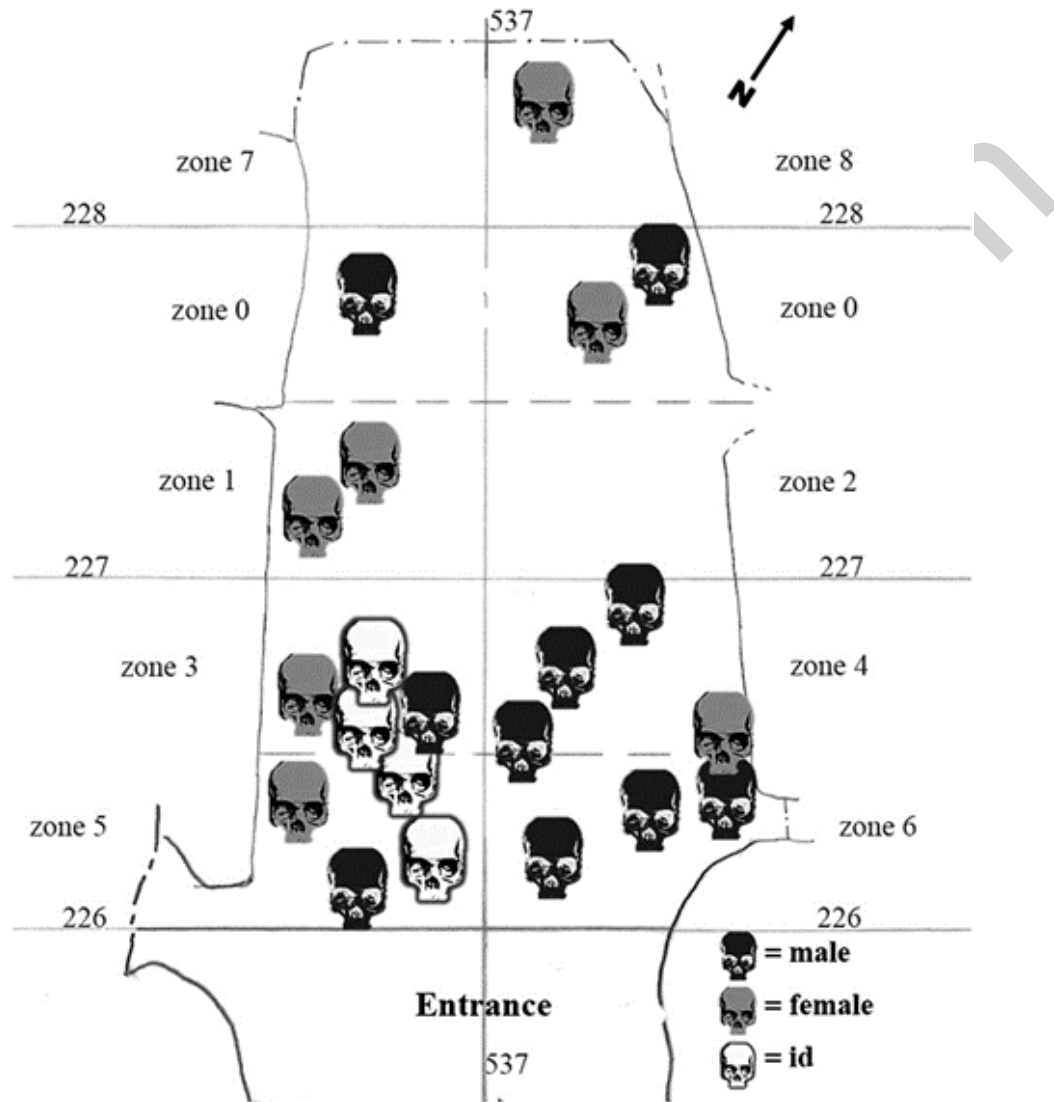 537
N
zone 7
zone 8
228
228
zone 0
zone 0
zone 1
zone 2
227
227
zone 3
zone 4
zone 5
zone 6
226
226
= male
Entrance
= female
= id
537